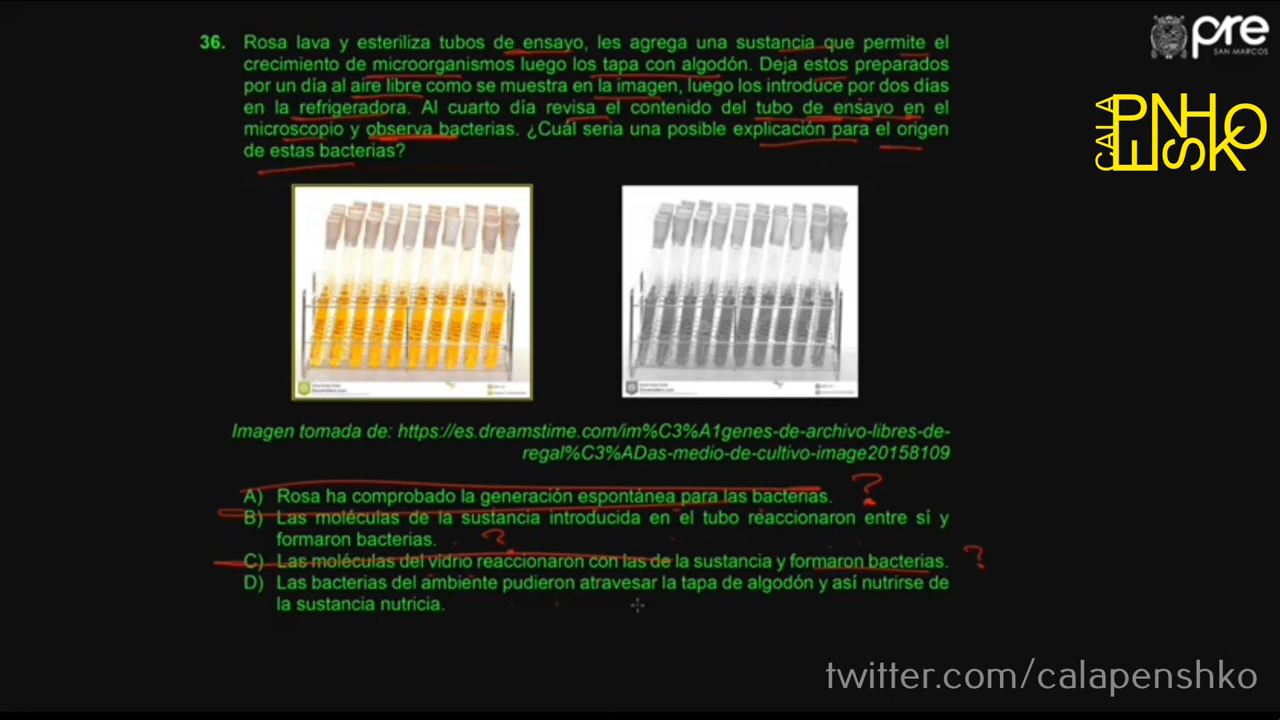 pre
SAN MARCOS
CALA
PENSHKO
36. Rosa lava y esteriliza tubos de ensayo, les agrega una sustancia que permite el
crecimiento de microorganismos luego los tapa con algodón. Deja estos preparados
por un día al aire libre como se muestra en la imagen, luego los introduce por dos días
en la refrigeradora. Al cuarto día revisa el contenido del tubo de ensayo en el
microscopio y observa bacterias. ¿Cuál seria una posible explicación para el origen
de estas bacterias?
Imagen tomada de: https://es.dreamstime.com/im%C3%A1genes-de-archivo-libres-de-
regal%C3%ADas-medio-de-cultivo-image20158109
A) Rosa ha comprobado la generación espontánea para las bacterias. ?
B) Las moléculas de la sustancia introducida en el tubo reaccionaron entre sí y
formaron bacterias. ?
C) Las moléculas del vidrio reaccionaron con las de la sustancia y formaron bacterias. ?
D) Las bacterias del ambiente pudieron atravesar la tapa de algodón y así nutrirse de
la sustancia nutricia.
twitter.com/calapenshko